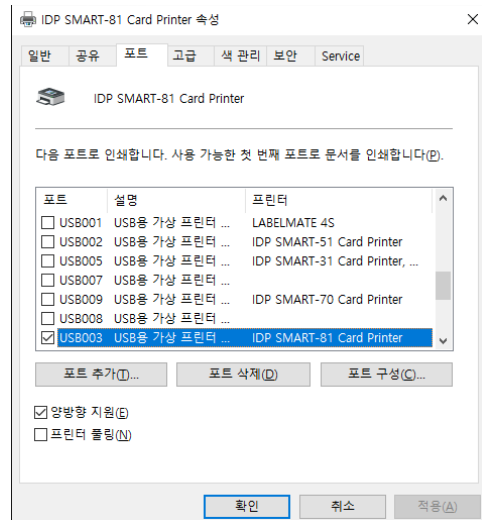 IDP SMART-81 Card Printer 속성
일반 공유 포트 고급 색 관리 보안 Service
IDP SMART-81 Card Printer
다음 포트로 인쇄합니다. 사용 가능한 첫 번째 포트로 문서를 인쇄합니다(P).
포트 설명 프린터
USB001 USB용 가상 프린터 ... LABELMATE 4S
USB002 USB용 가상 프린터 ... IDP SMART-51 Card Printer
USB005 USB용 가상 프린터 ... IDP SMART-31 Card Printer, ...
USB007 USB용 가상 프린터 ...
USB009 USB용 가상 프린터 ... IDP SMART-70 Card Printer
USB008 USB용 가상 프린터 ...
USB003 USB용 가상 프린터 ... IDP SMART-81 Card Printer
포트 추가(T)... 포트 삭제(D) 포트 구성(C)...
양방향 지원(E)
프린터 풀링(N)
확인 취소 적용(A)